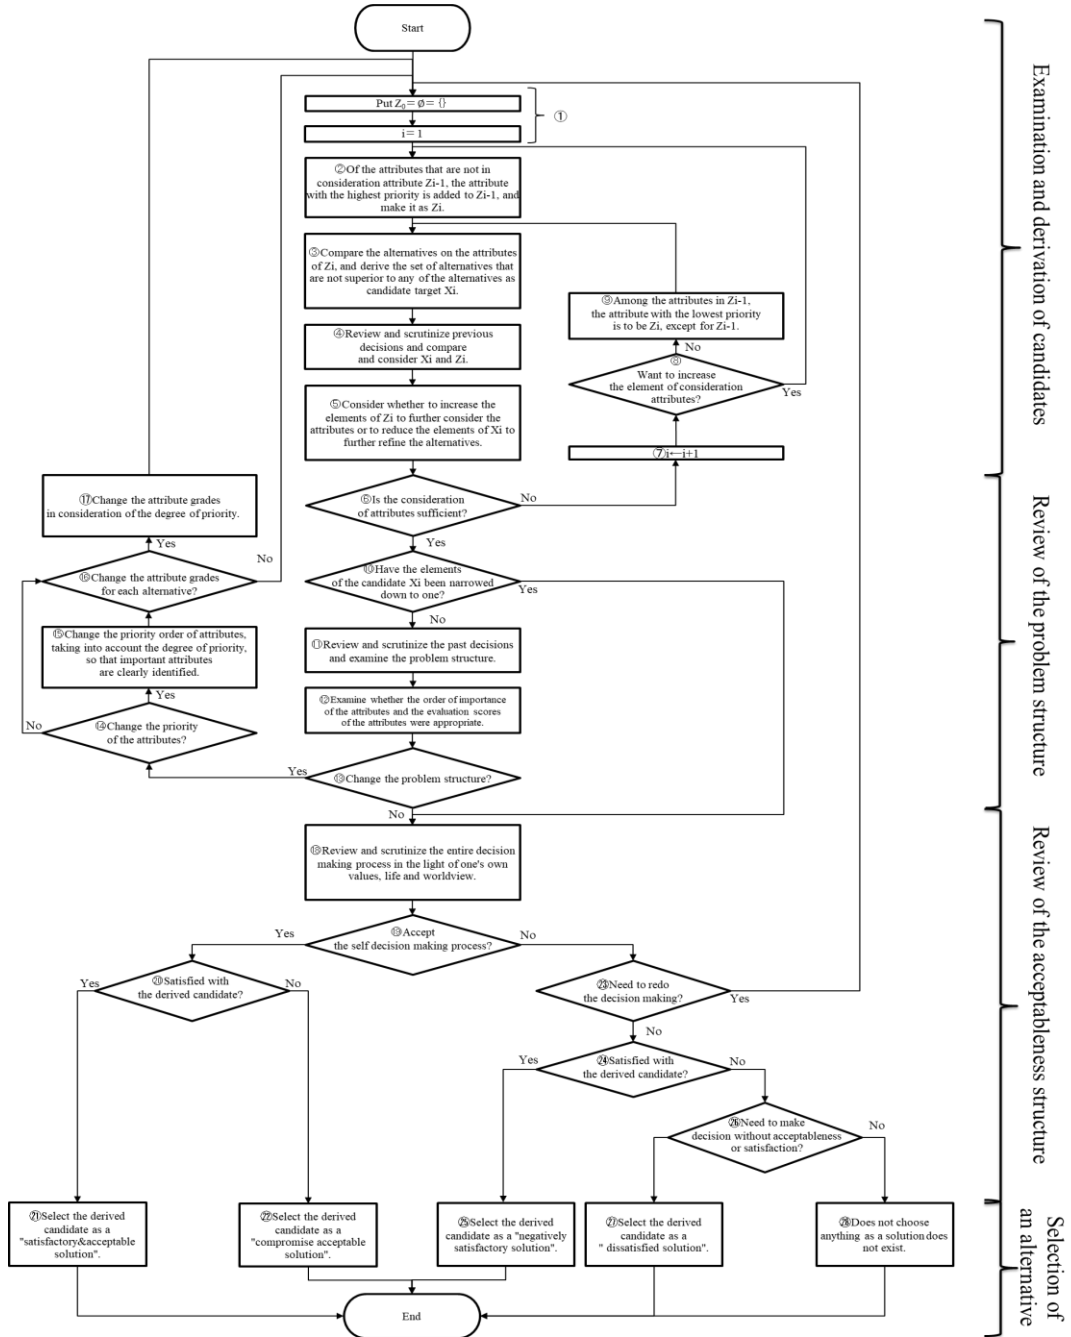 Start
Put Z₀ = ∅ = {}
i = 1
①
②Of the attributes that are not in
consideration attribute Zi-1, the attribute
with the highest priority is added to Zi-1, and
make it as Zi.
③Compare the alternatives on the attributes
of Zi, and derive the set of alternatives that
are not superior to any of the alternatives as
candidate target Xi.
④Review and scrutinize previous
decisions and compare
and consider Xi and Zi.
⑤Consider whether to increase the
elements of Zi to further consider the
attributes or to reduce the elements of Xi to
further refine the alternatives.
⑥Is the consideration
of attributes sufficient?
No
Yes
⑦i←i+1
⑧
Want to increase
the element of consideration
attributes?
No
Yes
⑨Among the attributes in Zi-1,
the attribute with the lowest priority
is to be Zi, except for Zi-1.
⑩Have the elements
of the candidate Xi been narrowed
down to one?
Yes
No
⑪Review and scrutinize the past decisions
and examine the problem structure.
⑫Examine whether the order of importance
of the attributes and the evaluation scores
of the attributes were appropriate.
⑬Change the problem structure?
Yes
No
⑭Change the priority
of the attributes?
No
Yes
⑮Change the priority order of attributes,
taking into account the degree of priority,
so that important attributes
are clearly identified.
⑯Change the attribute grades
for each alternative?
Yes
No
⑰Change the attribute grades
in consideration of the degree of priority.
⑱Review and scrutinize the entire decision
making process in the light of one's own
values, life and worldview.
⑲Accept
the self decision making process?
Yes
No
⑳Satisfied with
the derived candidate?
Yes
No
㉑Select the derived
candidate as a
"satisfactory&acceptable
solution".
㉒Select the derived
candidate as a
"compromise acceptable
solution".
㉓Need to redo
the decision making?
Yes
No
㉔Satisfied with
the derived candidate?
Yes
No
㉕Select the derived
candidate as a "negatively
satisfactory solution".
㉖Need to make
decision without acceptableness
or satisfaction?
No
㉗Select the derived
candidate as a
" dissatisfied solution".
㉘Does not choose
anything as a solution does
not exist.
End
Examination and derivation of candidates
Review of the problem structure
Review of the acceptableness structure
Selection of
an alternative